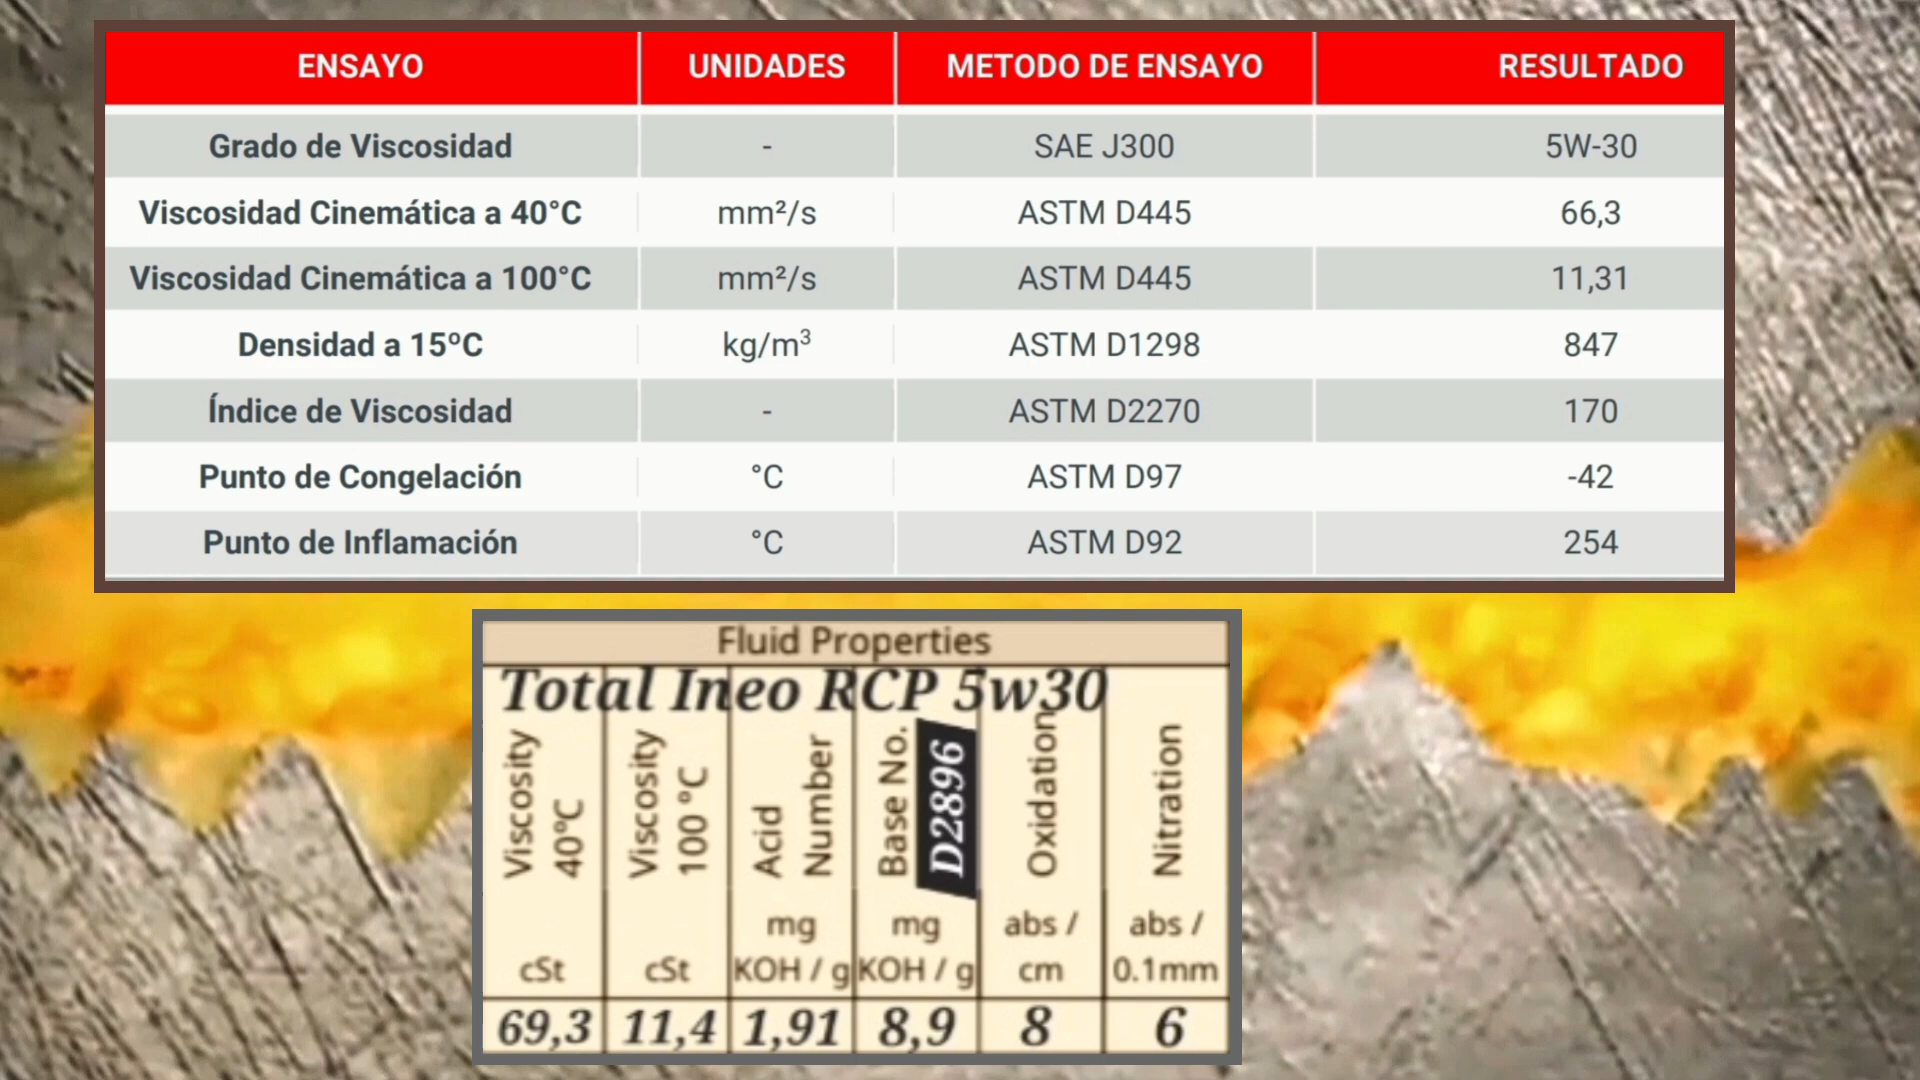 ENSAYO UNIDADES METODO DE ENSAYO RESULTADO
Grado de Viscosidad - SAE J300 5W-30
Viscosidad Cinemática a 40°C mm²/s ASTM D445 66,3
Viscosidad Cinemática a 100°C mm²/s ASTM D445 11,31
Densidad a 15ºC kg/m³ ASTM D1298 847
Índice de Viscosidad - ASTM D2270 170
Punto de Congelación °C ASTM D97 -42
Punto de Inflamación °C ASTM D92 254
Fluid Properties
Total Ineo RCP 5w30
Viscosity 40ºC
Viscosity 100 ºC
Acid Number
Base No. D2896
Oxidation
Nitration
cSt cSt mg KOH / g mg KOH / g abs / cm abs / 0.1mm
69,3 11,4 1,91 8,9 8 6